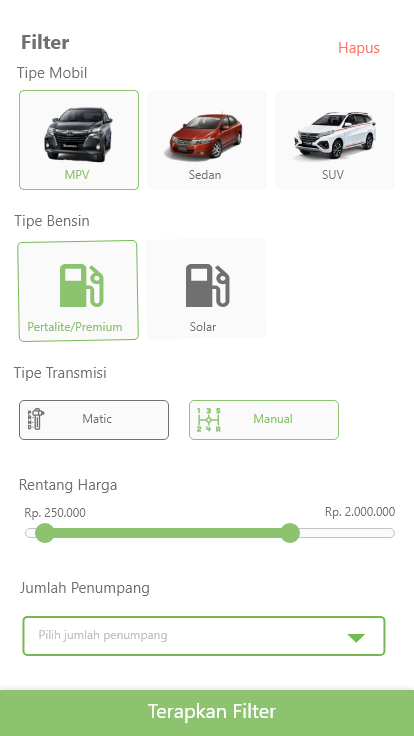 Filter
Hapus
Tipe Mobil
MPV
Sedan
SUV
Tipe Bensin
Pertalite/Premium
Solar
Tipe Transmisi
Matic
1 3 5
2 4 R
Manual
Rentang Harga
Rp. 250.000
Rp. 2.000.000
Jumlah Penumpang
Pilih jumlah penumpang
Terapkan Filter